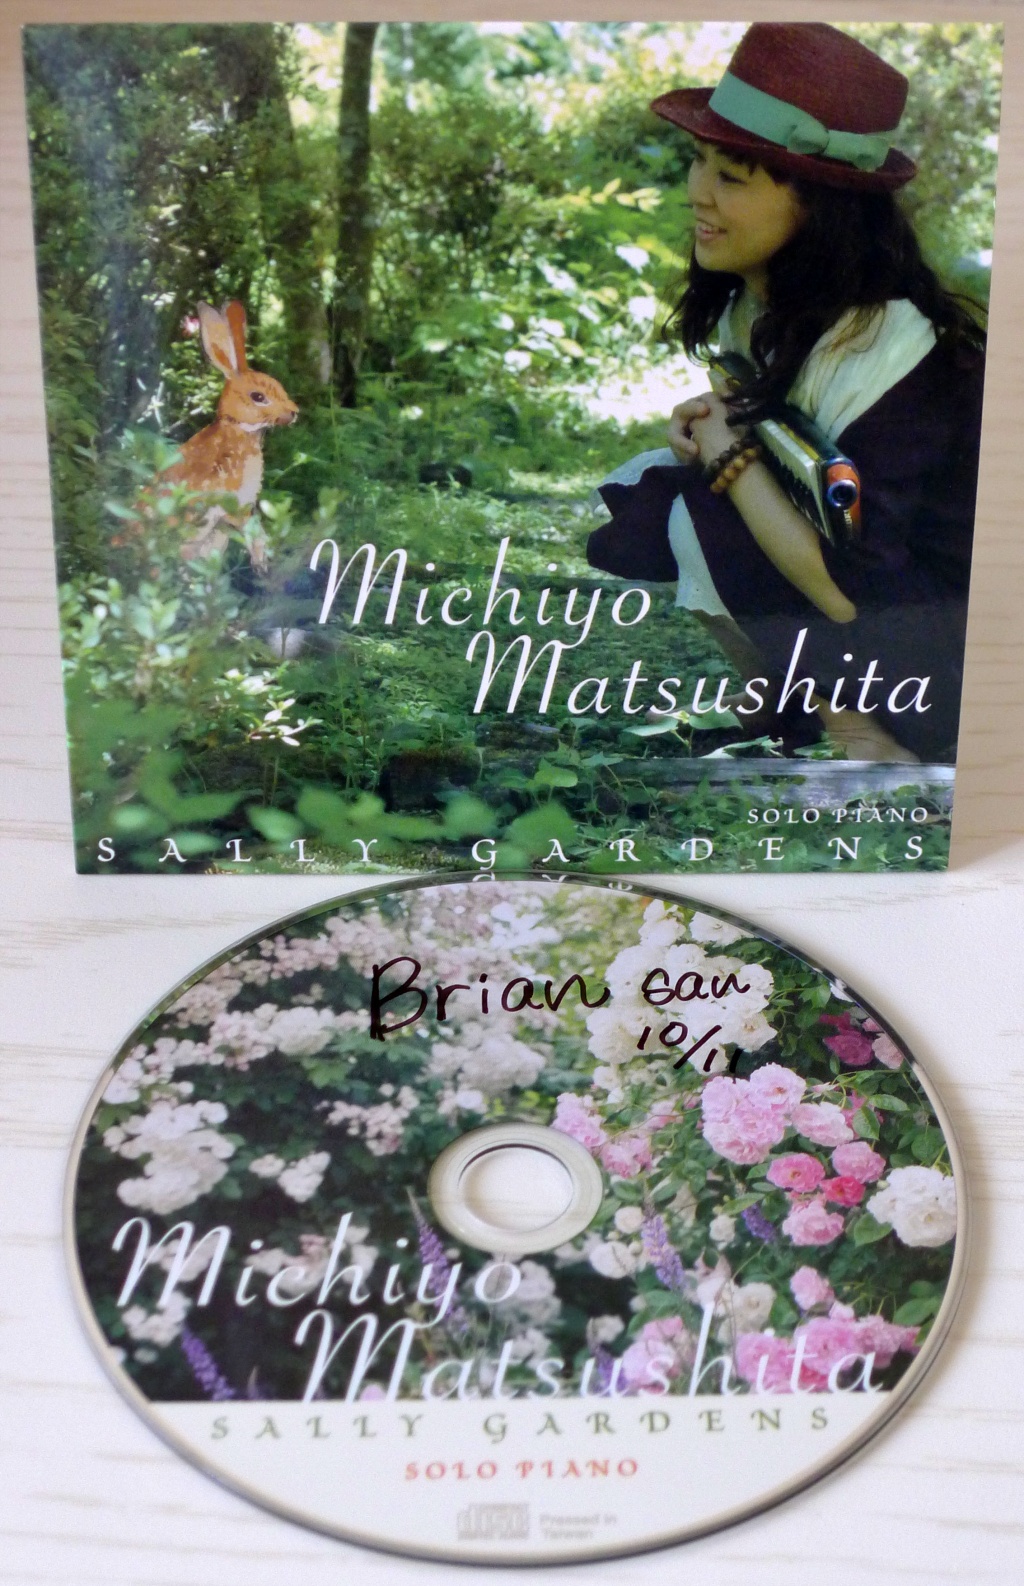 Michiyo
Matsushita
SOLO PIANO
SALLY GARDENS
Brian san
10/11
Michiyo
Matsushita
SALLY GARDENS
SOLO PIANO
disc
Pressed in
Taiwan